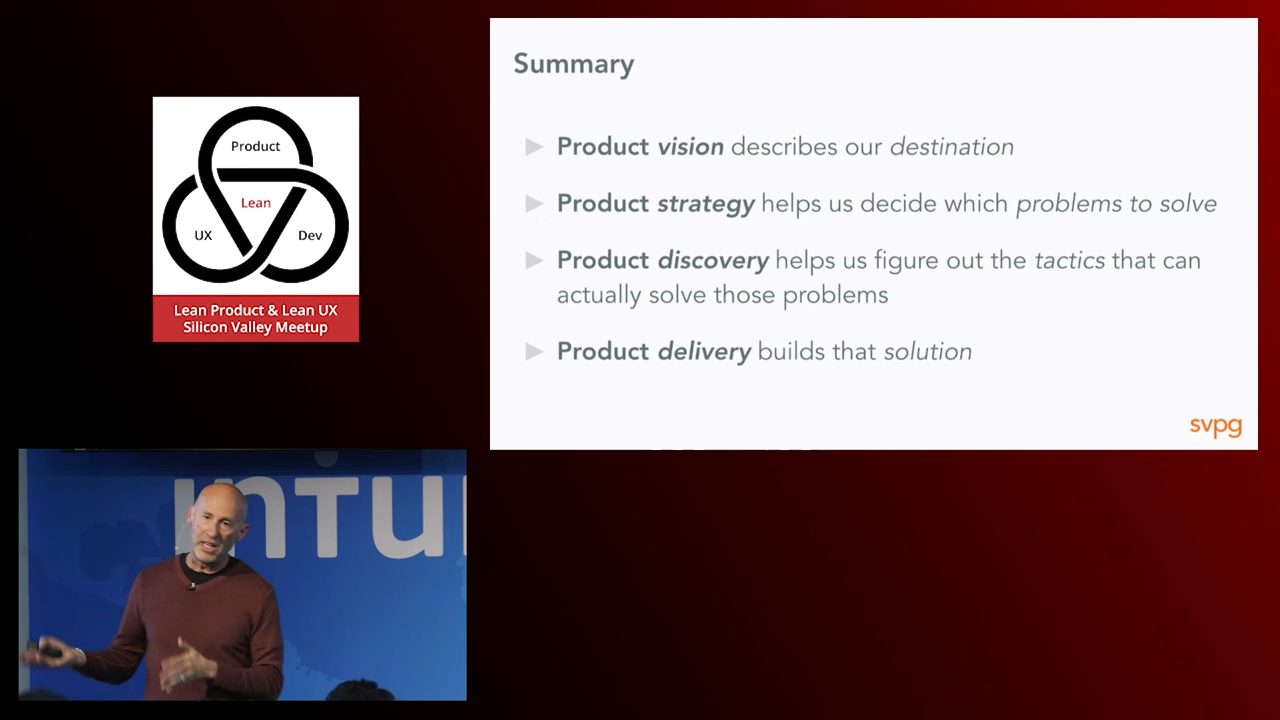 Product
Lean
UX
Dev
Lean Product & Lean UX
Silicon Valley Meetup
Summary
Product vision describes our destination
Product strategy helps us decide which problems to solve
Product discovery helps us figure out the tactics that can
actually solve those problems
Product delivery builds that solution
svpg
intu